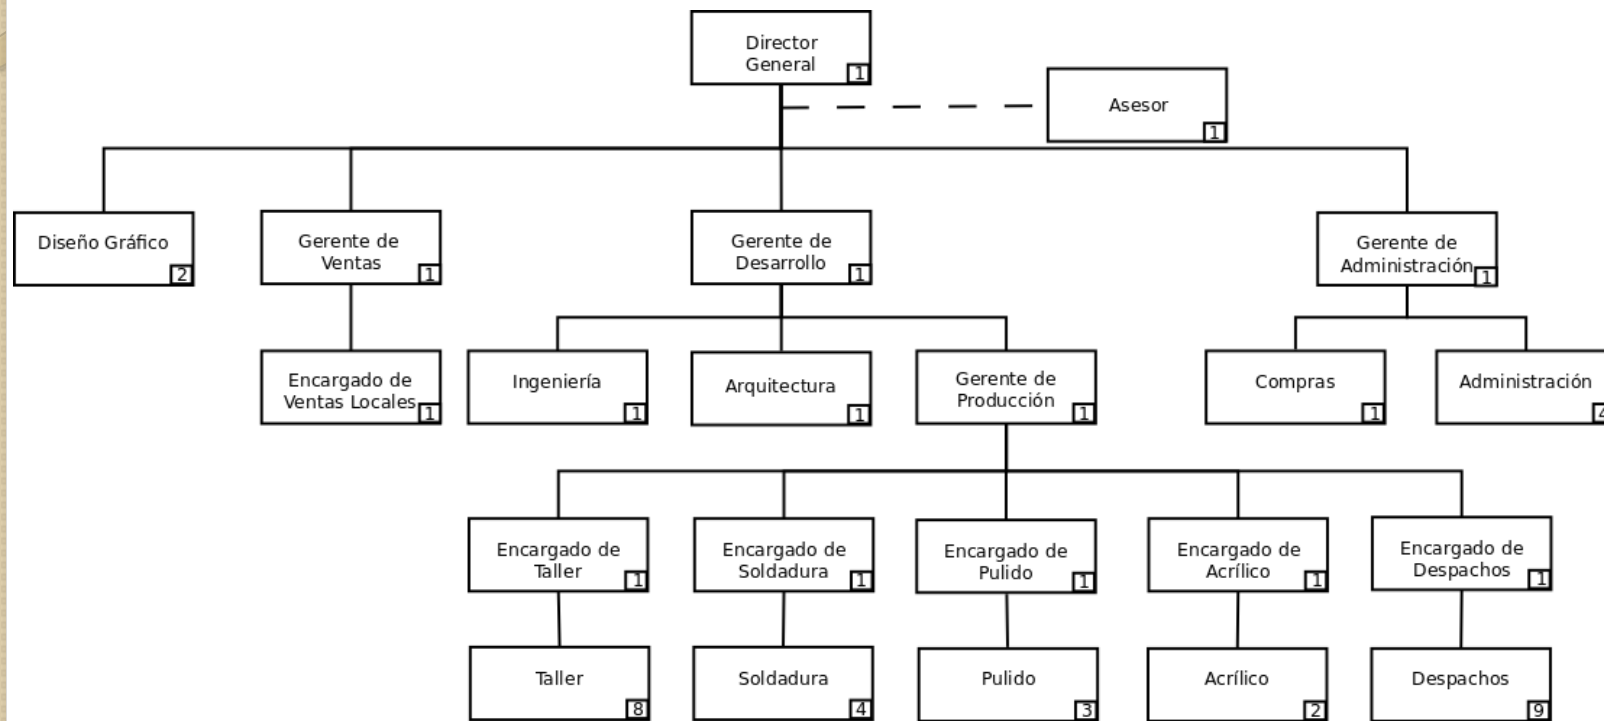 Director
General
1
Asesor
1
Diseño Gráfico
2
Gerente de
Ventas
1
Gerente de
Desarrollo
1
Gerente de
Administración
1
Encargado de
Ventas Locales
1
Ingeniería
1
Arquitectura
1
Gerente de
Producción
1
Compras
1
Administración
4
Encargado de
Taller
1
Encargado de
Soldadura
1
Encargado de
Pulido
1
Encargado de
Acrílico
1
Encargado de
Despachos
1
Taller
8
Soldadura
4
Pulido
3
Acrílico
2
Despachos
9